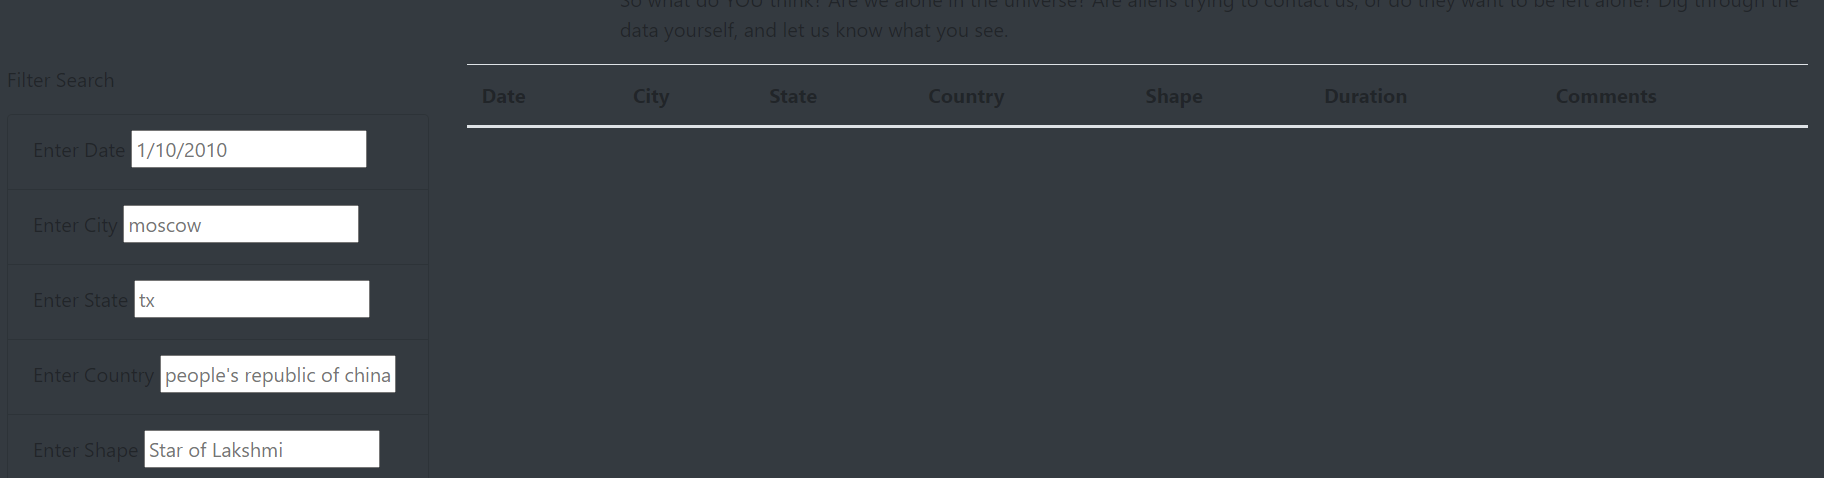 So what do YOU think? Are we alone in the universe? Are aliens trying to contact us, or do they want to be left alone? Dig through the
data yourself, and let us know what you see.
Filter Search
Date City State Country Shape Duration Comments
Enter Date 1/10/2010
Enter City moscow
Enter State tx
Enter Country people's republic of china
Enter Shape Star of Lakshmi